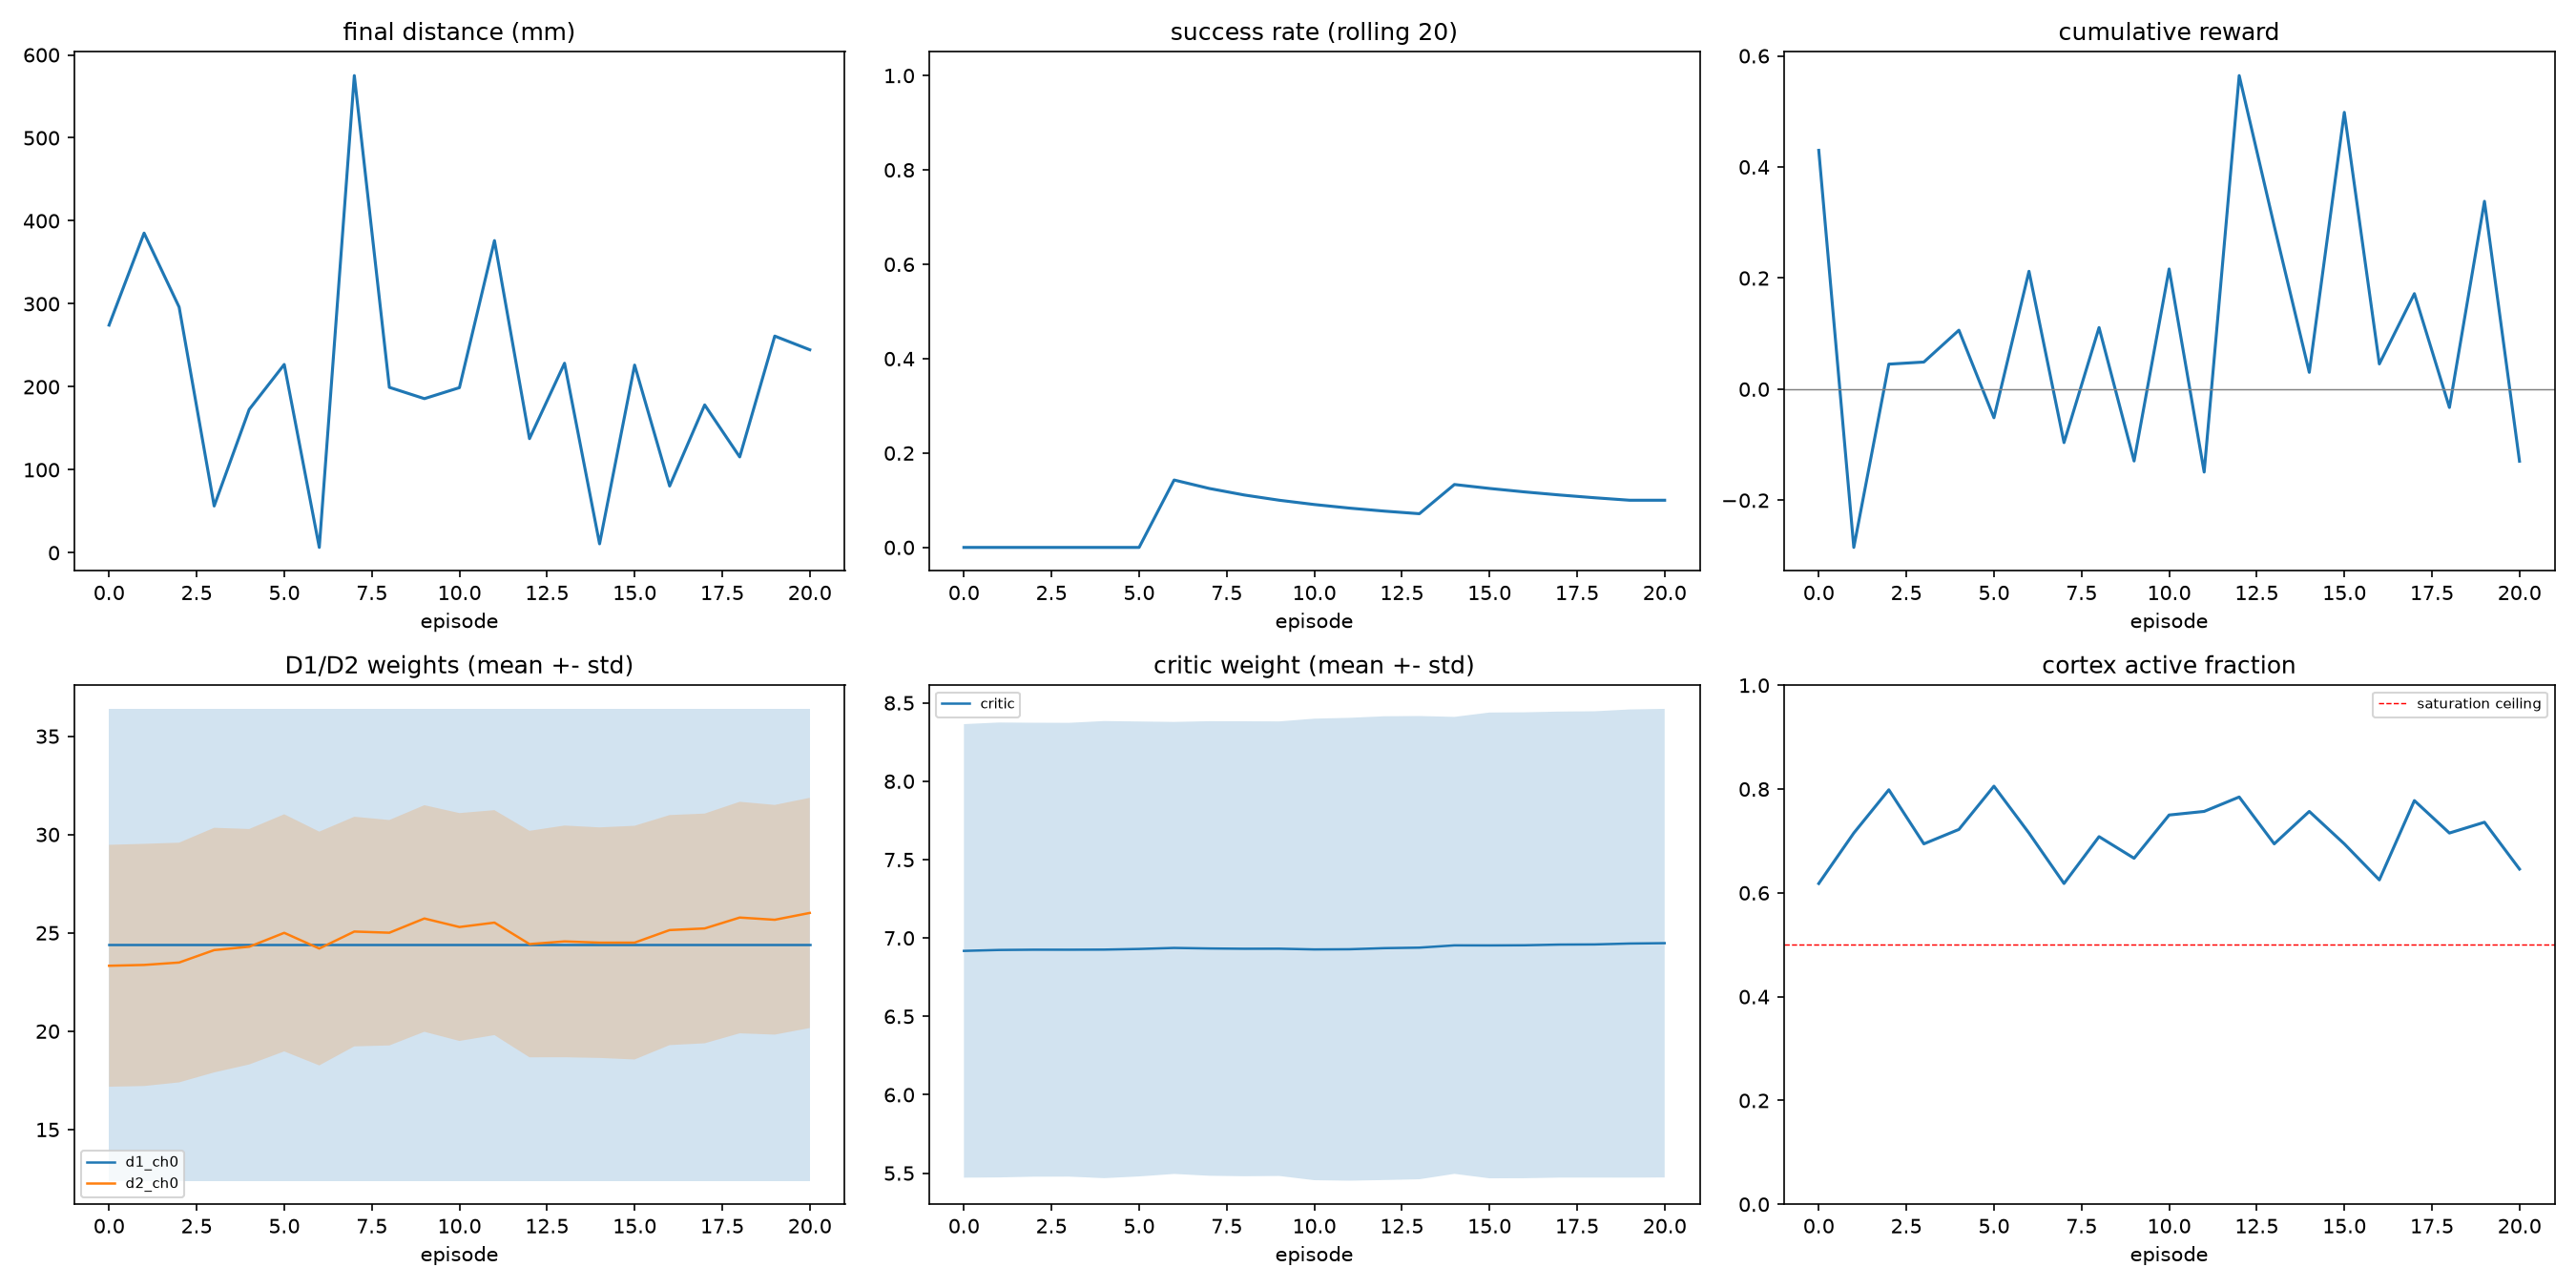 final distance (mm)
600
500
400
300
200
100
0
0.0 2.5 5.0 7.5 10.0 12.5 15.0 17.5 20.0
episode
success rate (rolling 20)
1.0
0.8
0.6
0.4
0.2
0.0
0.0 2.5 5.0 7.5 10.0 12.5 15.0 17.5 20.0
episode
cumulative reward
0.6
0.4
0.2
0.0
−0.2
0.0 2.5 5.0 7.5 10.0 12.5 15.0 17.5 20.0
episode
D1/D2 weights (mean +- std)
35
30
25
20
15
d1_ch0
d2_ch0
0.0 2.5 5.0 7.5 10.0 12.5 15.0 17.5 20.0
episode
critic weight (mean +- std)
critic
8.5
8.0
7.5
7.0
6.5
6.0
5.5
0.0 2.5 5.0 7.5 10.0 12.5 15.0 17.5 20.0
episode
cortex active fraction
saturation ceiling
1.0
0.8
0.6
0.4
0.2
0.0
0.0 2.5 5.0 7.5 10.0 12.5 15.0 17.5 20.0
episode